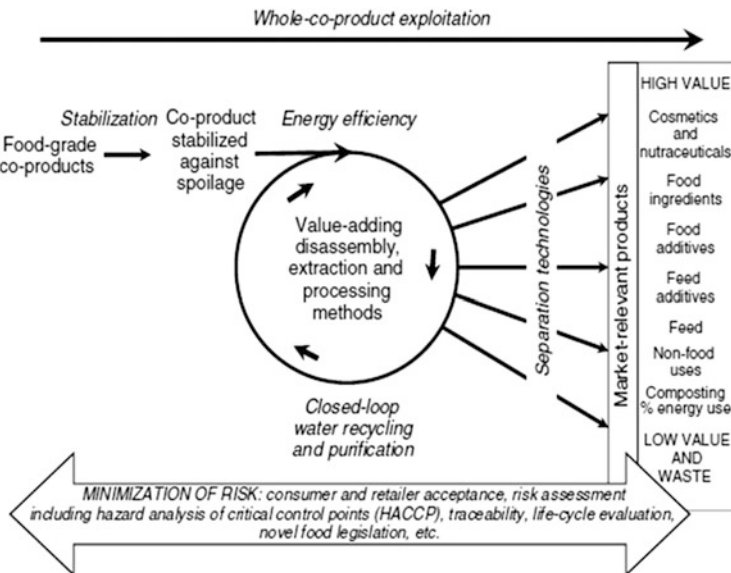 Whole-co-product exploitation
Food-grade
co-products
Stabilization
Co-product
stabilized
against
spoilage
Energy efficiency
Value-adding
disassembly,
extraction and
processing
methods
Closed-loop
water recycling
and purification
Separation technologies
Market-relevant products
HIGH VALUE
Cosmetics
and
nutraceuticals
Food
ingredients
Food
additives
Feed
additives
Feed
Non-food
uses
Composting
% energy use
LOW VALUE
AND
WASTE
MINIMIZATION OF RISK: consumer and retailer acceptance, risk assessment
including hazard analysis of critical control points (HACCP), traceability, life-cycle evaluation,
novel food legislation, etc.